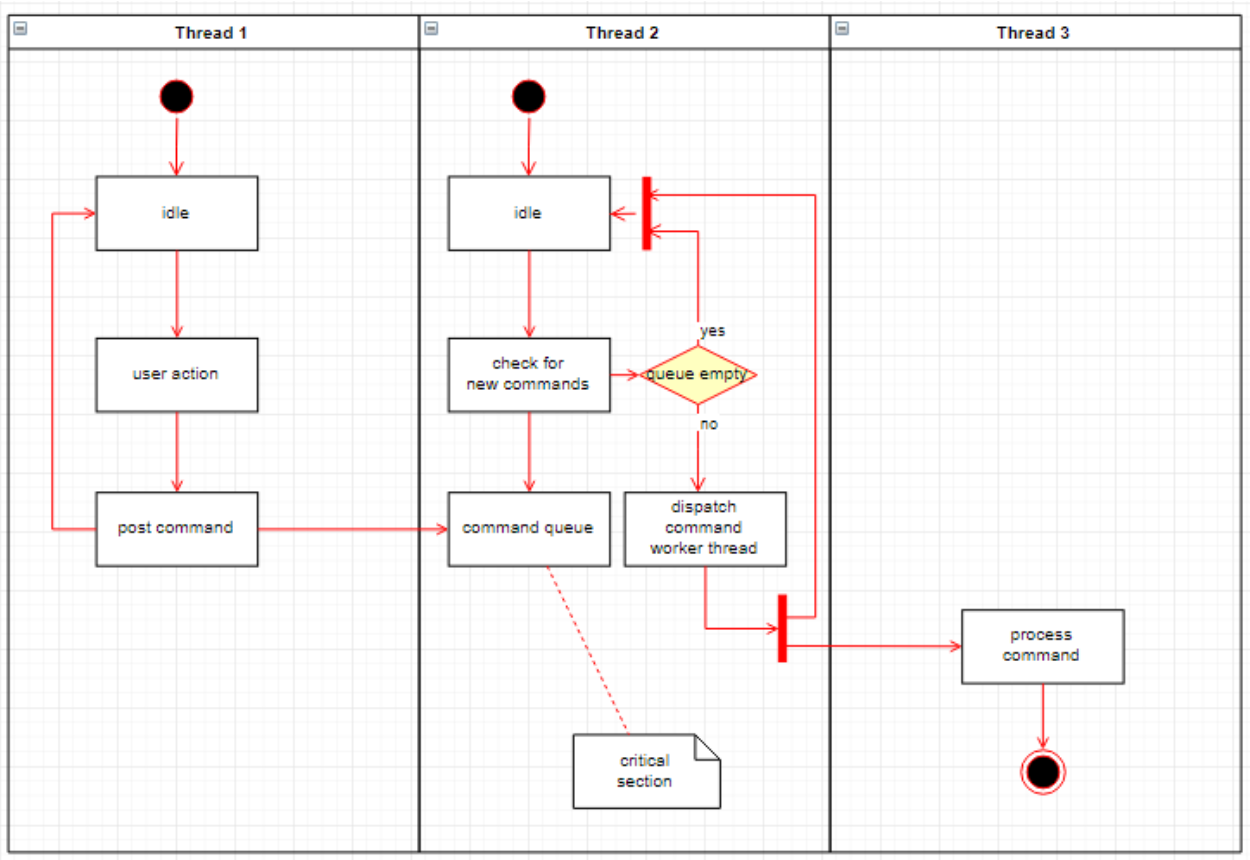 Thread 1
Thread 2
Thread 3
idle
idle
yes
user action
check for
new commands
queue empty
no
post command
command queue
dispatch
command
worker thread
process
command
critical
section